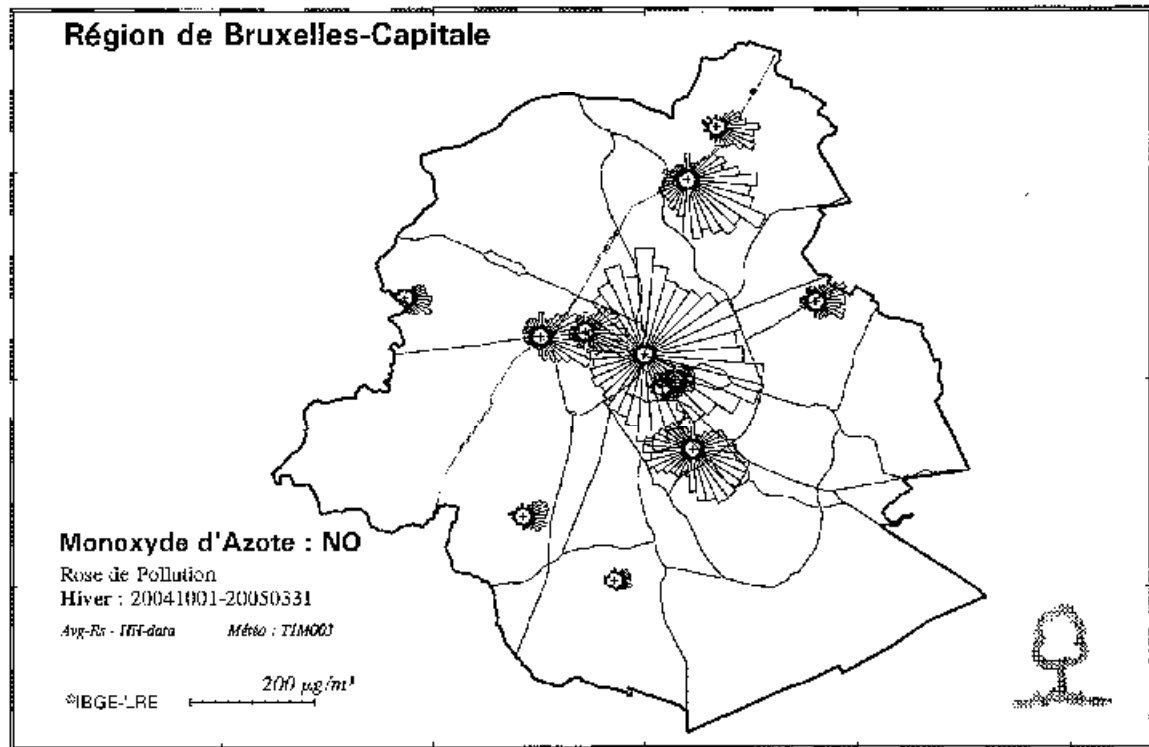 Région de Bruxelles-Capitale
Monoxyde d'Azote : NO
Rose de Pollution
Hiver : 20041001-20050331
Avg-Rs - HH-data Météo : TIM003
200 µg/m³
©IBGE-LRE